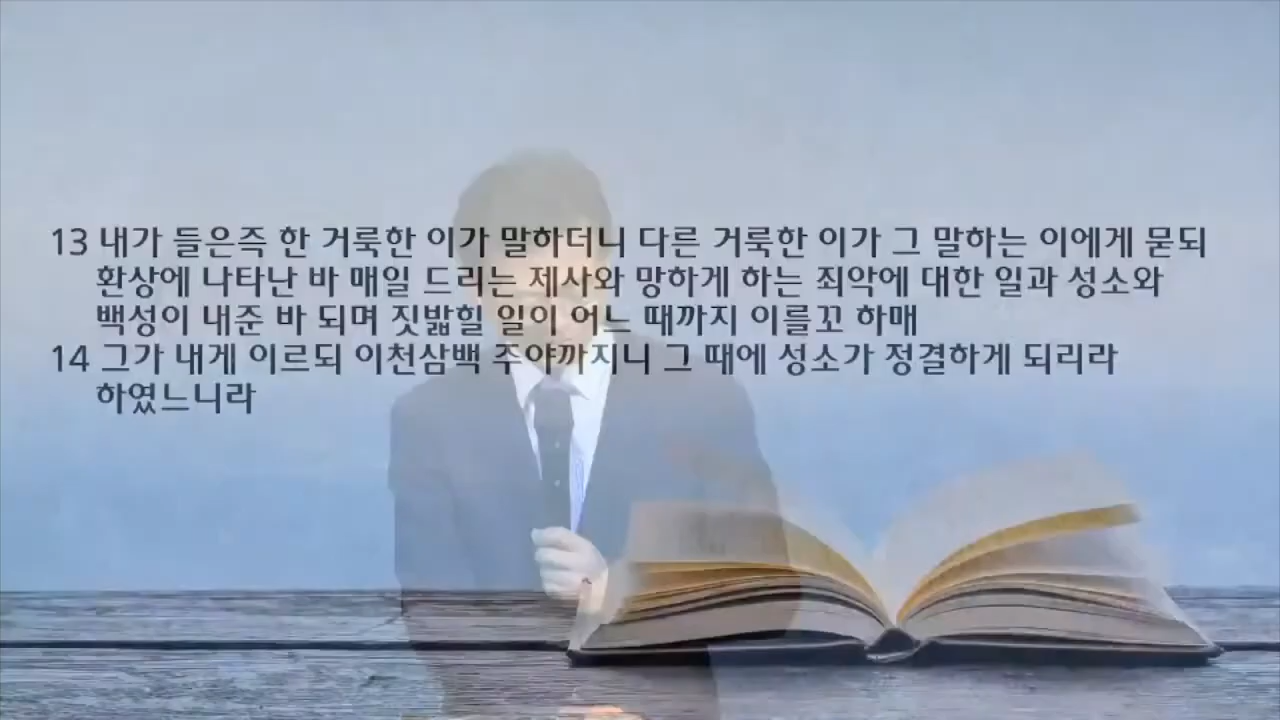 13 내가 들은즉 한 거룩한 이가 말하더니 다른 거룩한 이가 그 말하는 이에게 묻되
환상에 나타난 바 매일 드리는 제사와 망하게 하는 죄악에 대한 일과 성소와
백성이 내준 바 되며 짓밟힐 일이 어느 때까지 이를꼬 하매
14 그가 내게 이르되 이천삼백 주야까지니 그 때에 성소가 정결하게 되리라
하였느니라